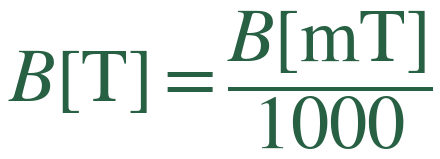 B[T] = B[mT] / 1000